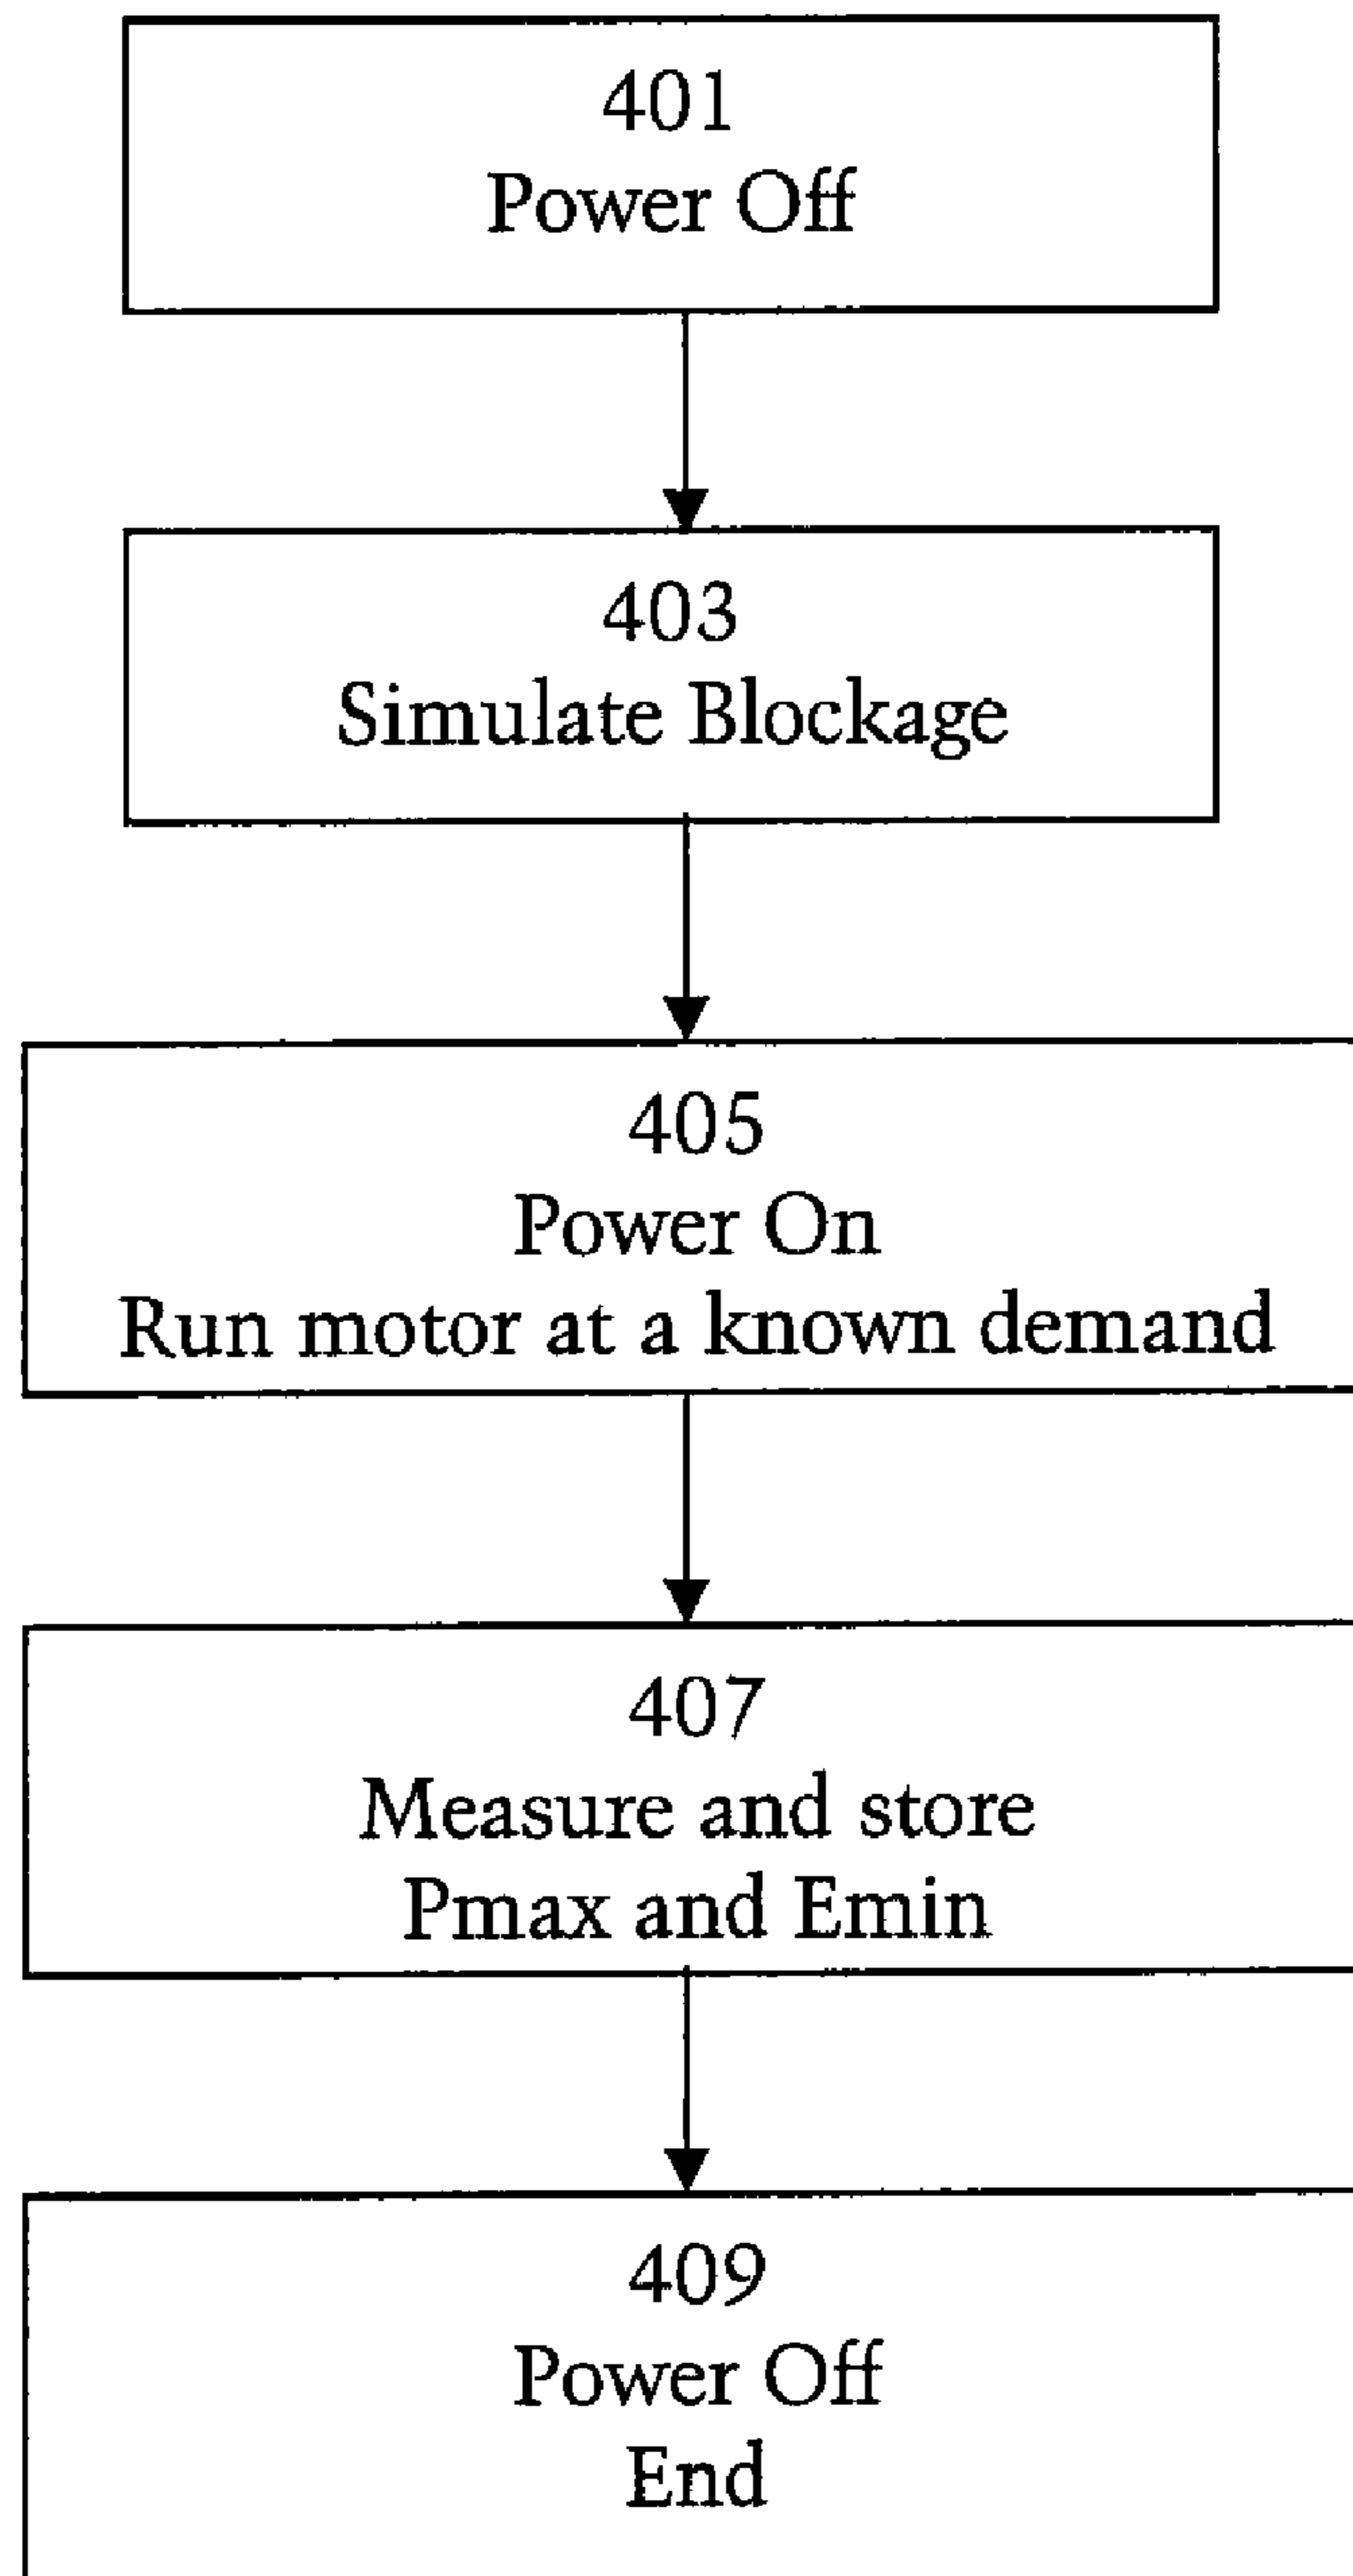 401
Power Off
403
Simulate Blockage
405
Power On
Run motor at a known demand
407
Measure and store
Pmax and Emin
409
Power Off
End